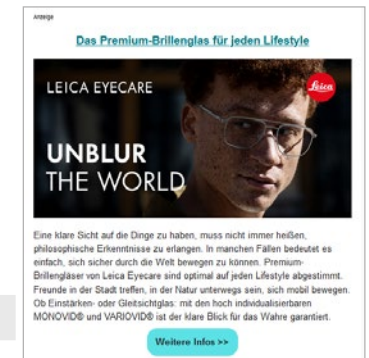 Anzeige
Das Premium-Brillenglas für jeden Lifestyle
LEICA EYECARE
Leica
UNBLUR
THE WORLD
Eine klare Sicht auf die Dinge zu haben, muss nicht immer heißen,
philosophische Erkenntnisse zu erlangen. In manchen Fällen bedeutet es
einfach, sich sicher durch die Welt bewegen zu können. Premium-
Brillengläser von Leica Eyecare sind optimal auf jeden Lifestyle abgestimmt.
Freunde in der Stadt treffen, in der Natur unterwegs sein, sich mobil bewegen.
Ob Einstärken- oder Gleitsichtglas: mit den hoch individualisierbaren
MONOVID® und VARIOVID® ist der klare Blick für das Wahre garantiert.
Weitere Infos >>